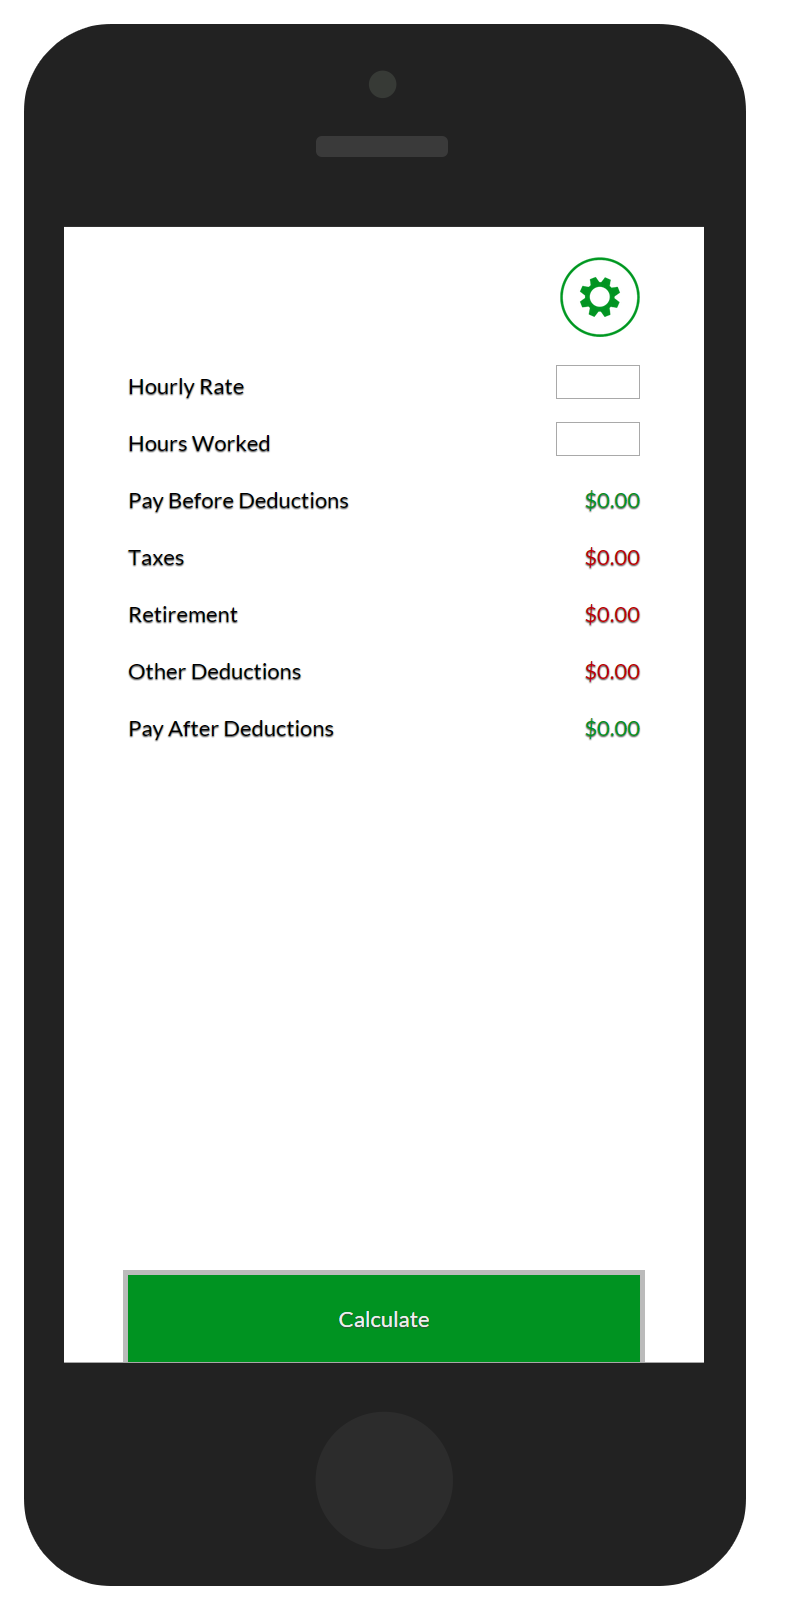 Hourly Rate
Hours Worked
Pay Before Deductions $0.00
Taxes $0.00
Retirement $0.00
Other Deductions $0.00
Pay After Deductions $0.00
Calculate